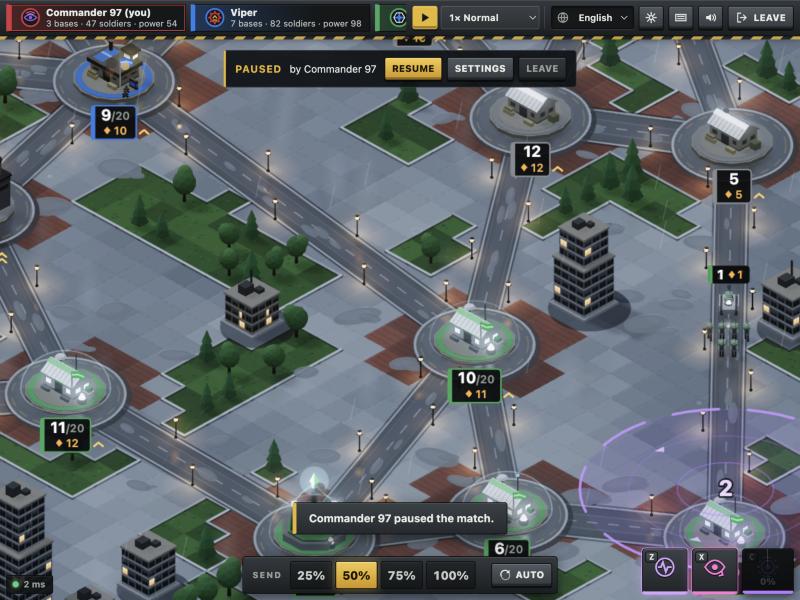 Commander 97 (you)
3 bases · 47 soldiers · power 54
Viper
7 bases · 82 soldiers · power 98
1× Normal
English
LEAVE
PAUSED by Commander 97 RESUME SETTINGS LEAVE
9/20
10
12
12
5
5
1 1
10/20
11
11/20
12
2
Commander 97 paused the match.
6/20
SEND 25% 50% 75% 100% AUTO
Z
X
C
0%
2 ms